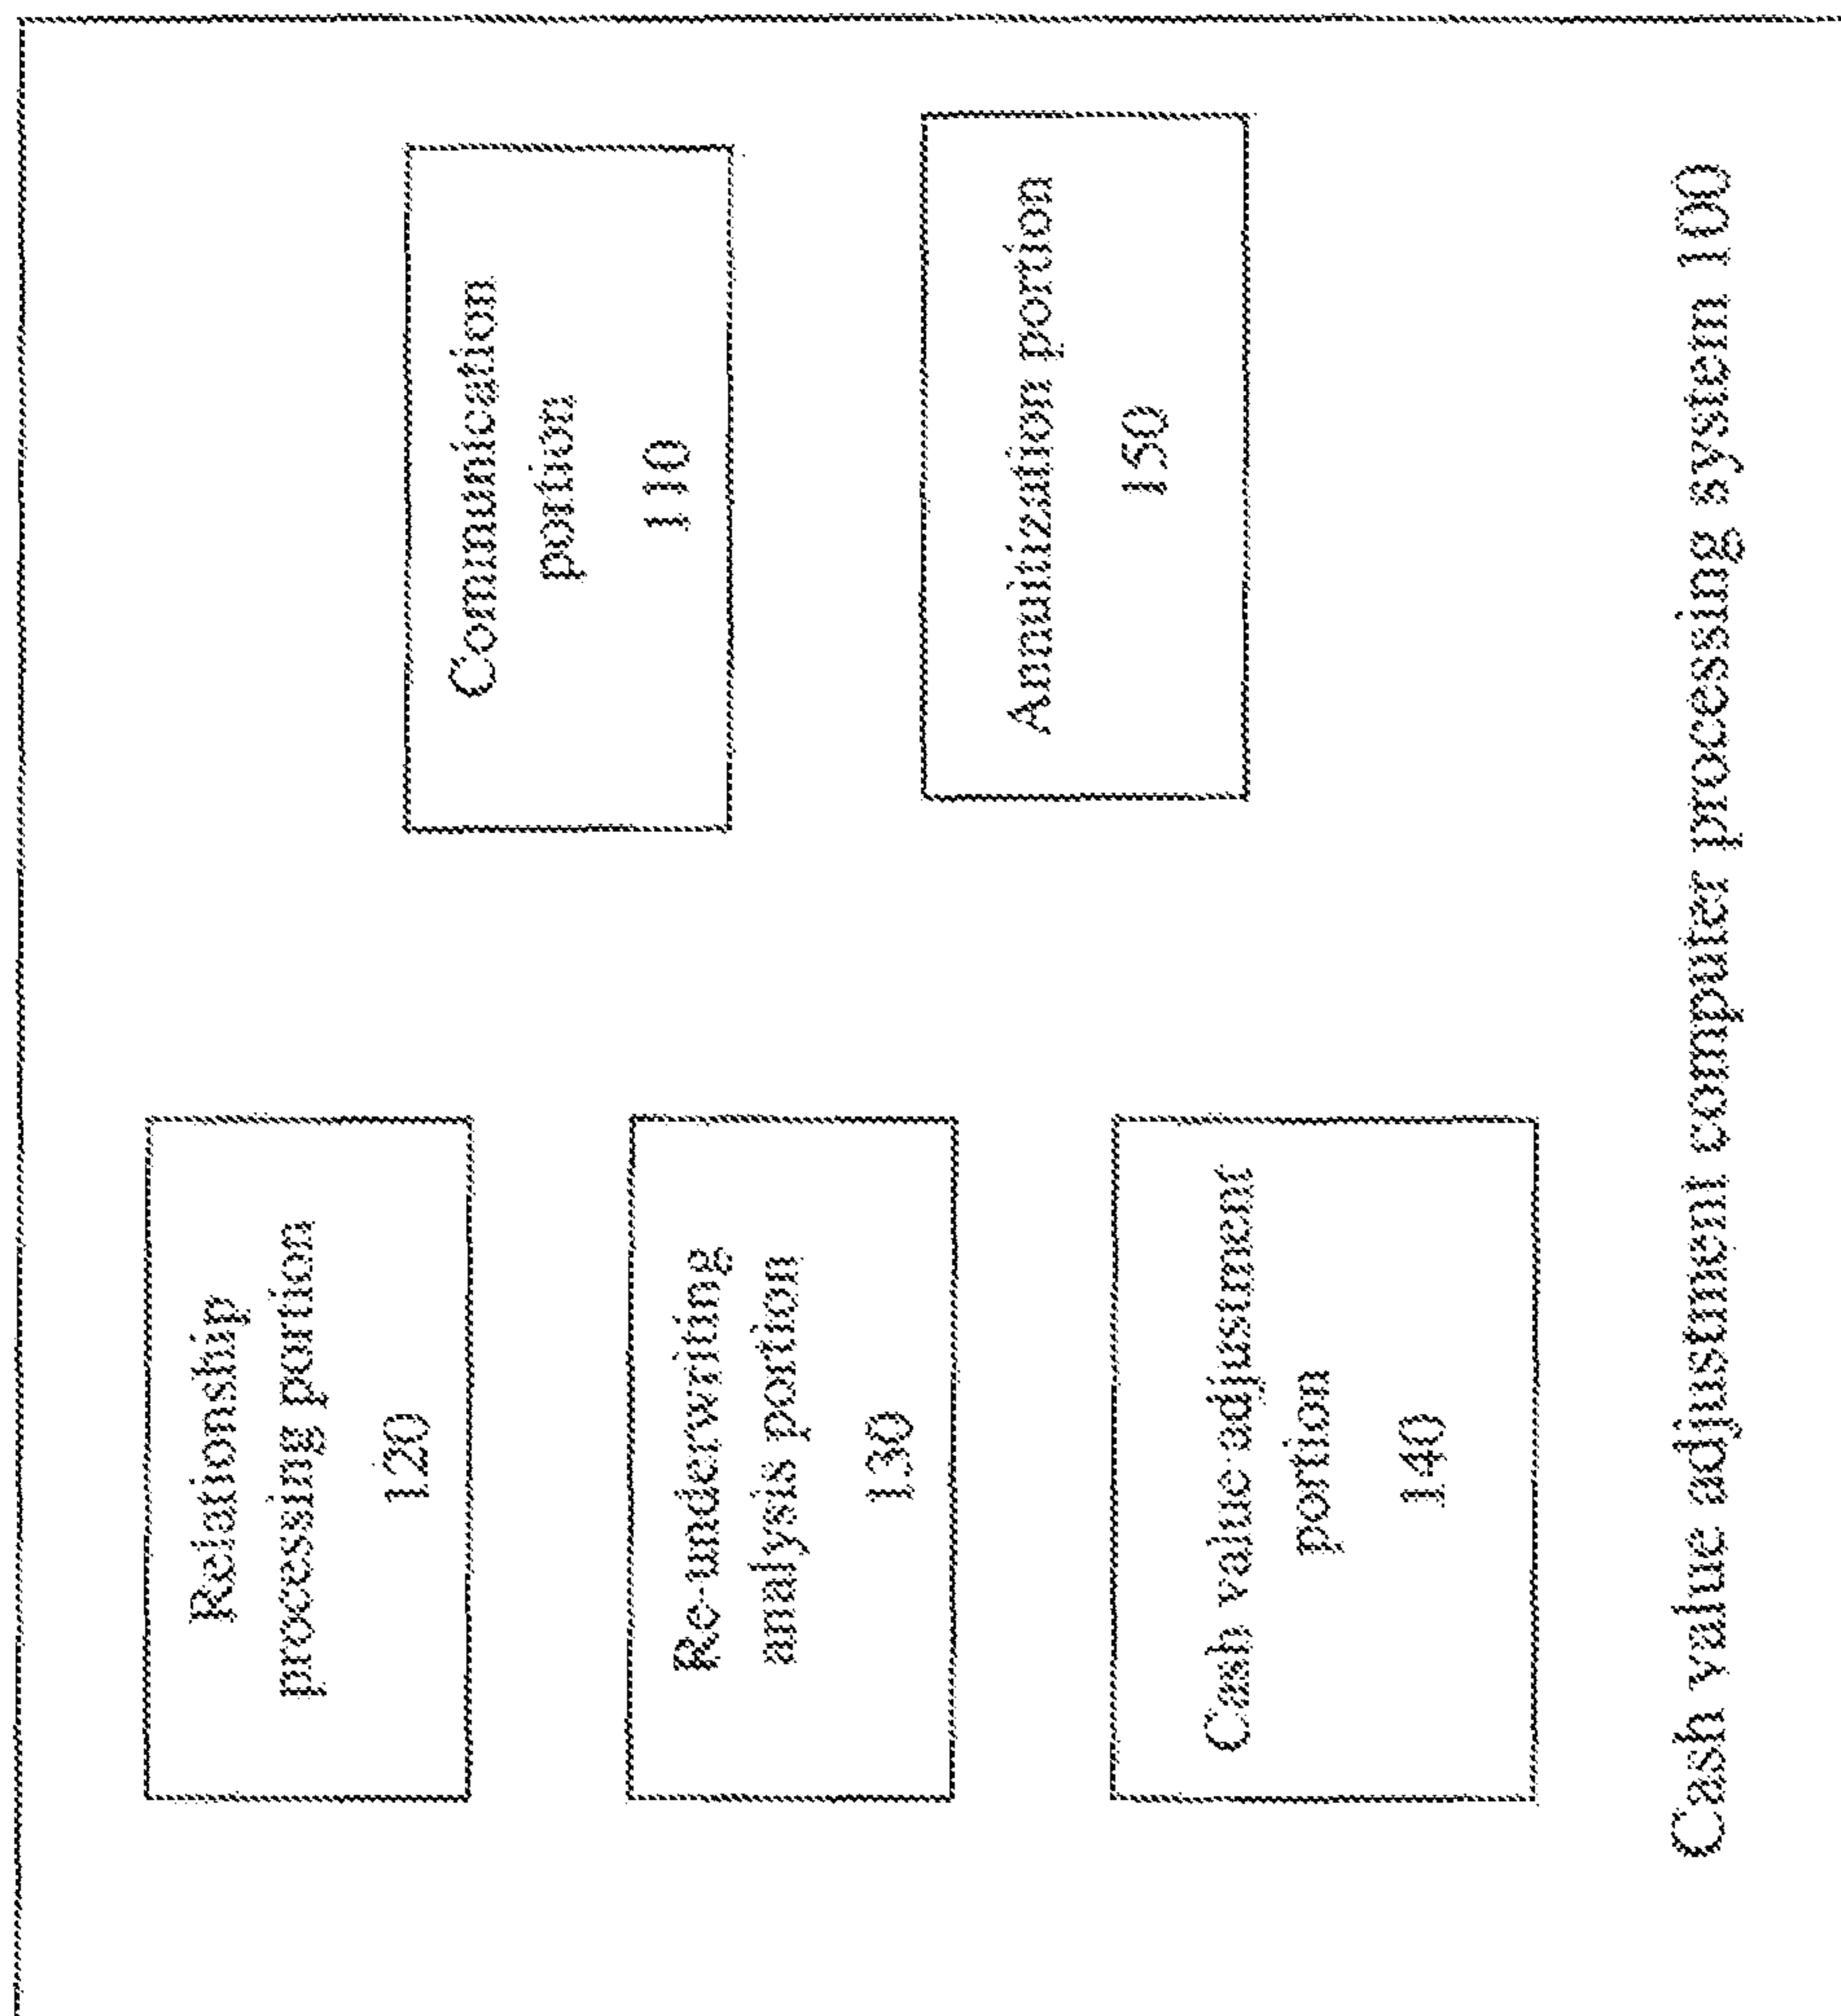 Relationship
processing portion
120
Re-underwriting
analysis portion
130
Cash value adjustment
portion
140
Communication
portion
110
Annuitization portion
150
Cash value adjustment computer processing system 100